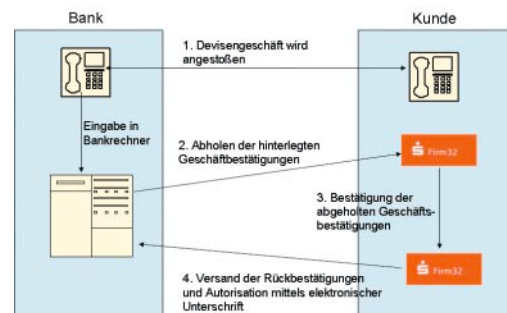 Bank
Kunde
1. Devisengeschäft wird
angestoßen
Eingabe in
Bankrechner
2. Abholen der hinterlegten
Geschäftbestätigungen
Firm32
3. Bestätigung der
abgeholten Geschäfts-
bestätigungen
Firm32
4. Versand der Rückbestätigungen
und Autorisation mittels elektronischer
Unterschrift